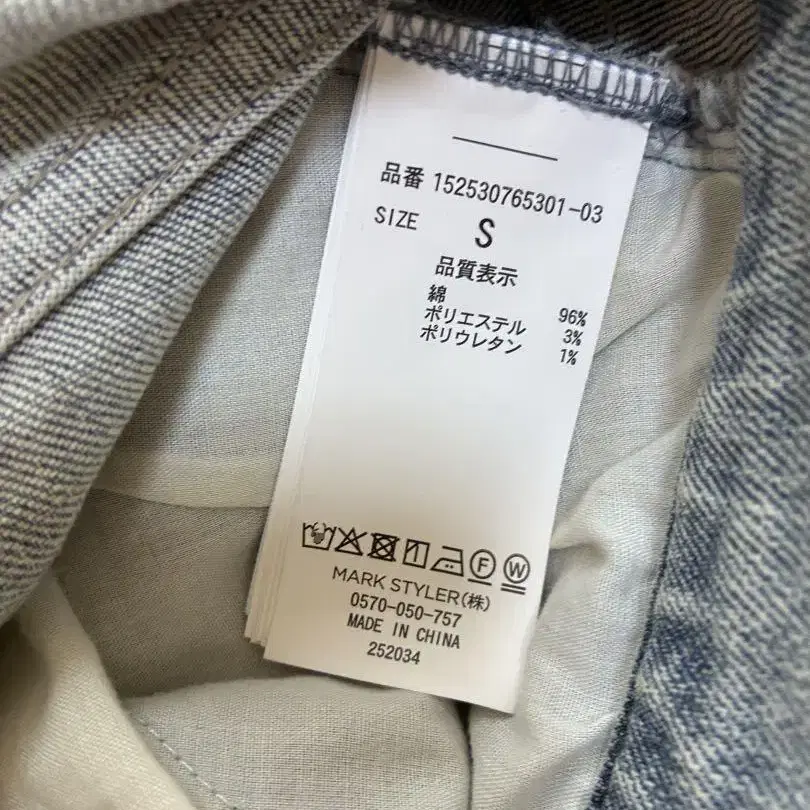 品番 152530765301-03
SIZE S
品質表示
綿 96%
ポリエステル 3%
ポリウレタン 1%
F W
MARK STYLER(株)
0570-050-757
MADE IN CHINA
252034